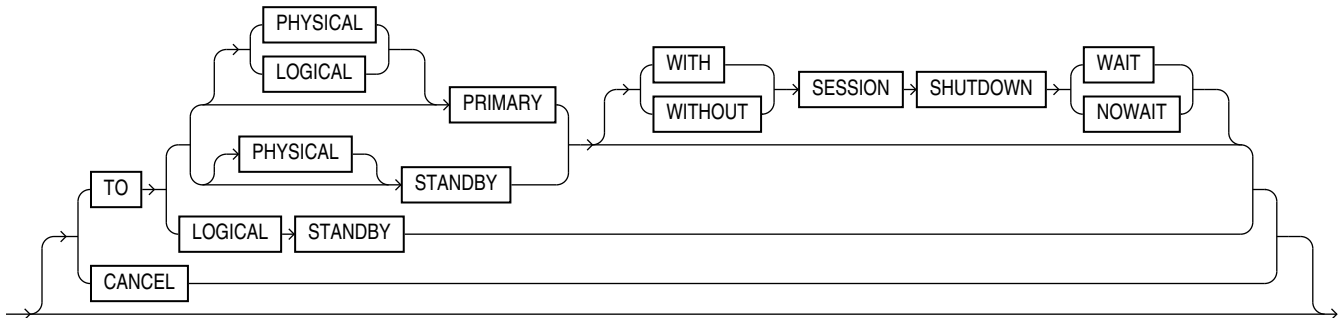 PHYSICAL
LOGICAL
PRIMARY
WITH
WITHOUT
SESSION
SHUTDOWN
WAIT
NOWAIT
PHYSICAL
STANDBY
TO
LOGICAL
STANDBY
CANCEL